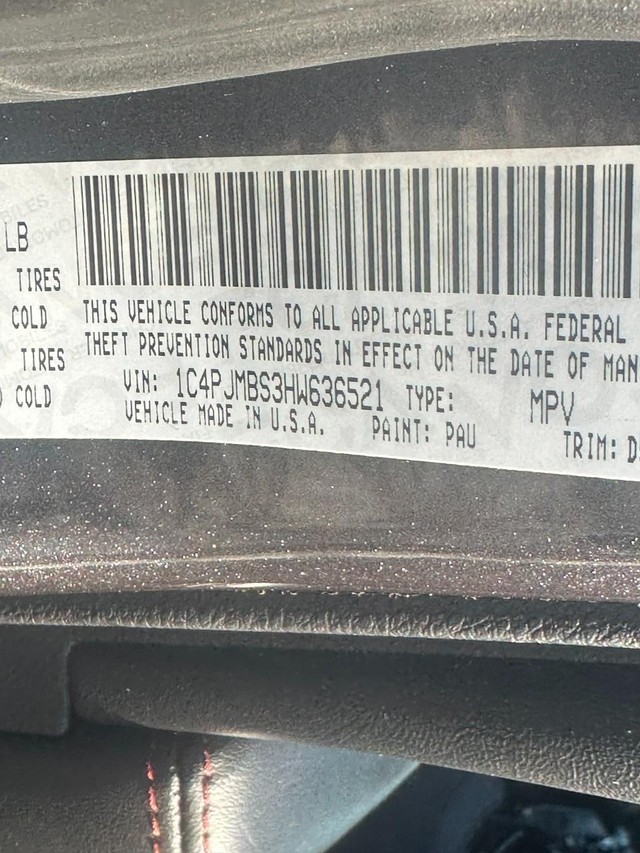 LB
TIRES
COLD
TIRES
COLD
THIS VEHICLE CONFORMS TO ALL APPLICABLE U.S.A. FEDERAL
THEFT PREVENTION STANDARDS IN EFFECT ON THE DATE OF MAN
VIN: 1C4PJMBS3HW636521 TYPE: MPV
VEHICLE MADE IN U.S.A. PAINT: PAU TRIM: